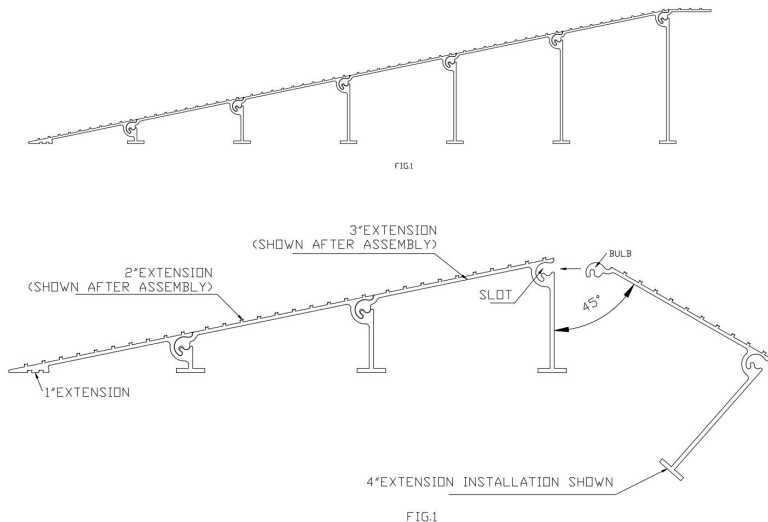 FIG.1
3"EXTENSION
(SHOWN AFTER ASSEMBLY)
2"EXTENSION
(SHOWN AFTER ASSEMBLY)
BULB
SLOT
45°
1"EXTENSION
4"EXTENSION INSTALLATION SHOWN
FIG.1